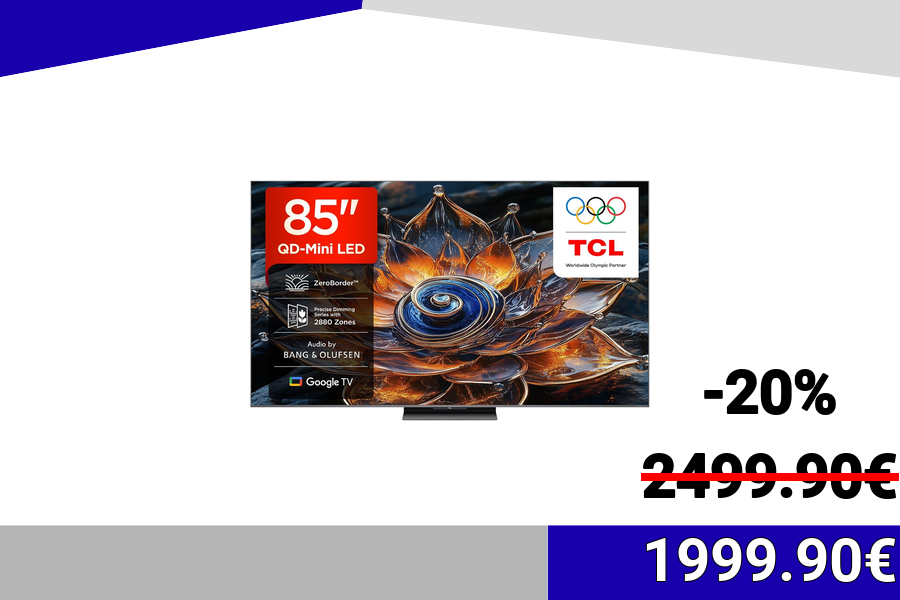 85"
QD-Mini LED
ZeroBorder™
Precise Dimming
Series with
2880 Zones
Audio by
BANG & OLUFSEN
Google TV
TCL
Worldwide Olympic Partner
-20%
2499.90€
1999.90€